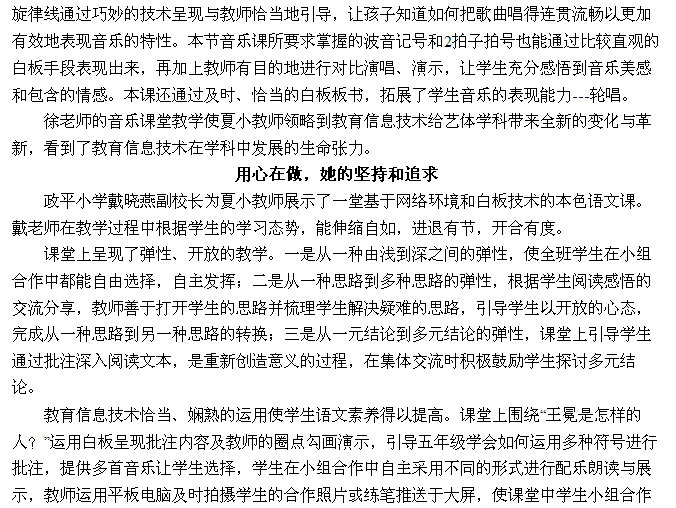 旋律线通过巧妙的技术呈现与教师恰当地引导，让孩子知道如何把歌曲唱得连贯流畅以更加
有效地表现音乐的特性。本节音乐课所要求掌握的波音记号和2拍子拍号也能通过比较直观的
白板手段表现出来，再加上教师有目的地进行对比演唱、演示，让学生充分感悟到音乐美感
和包含的情感。本课还通过及时、恰当的白板板书，拓展了学生音乐的表现能力---轮唱。
徐老师的音乐课堂教学使夏小教师领略到教育信息技术给艺体学科带来全新的变化与革
新，看到了教育信息技术在学科中发展的生命张力。
用心在做，她的坚持和追求
政平小学戴晓燕副校长为夏小教师展示了一堂基于网络环境和白板技术的本色语文课。
戴老师在教学过程中根据学生的学习态势，能伸缩自如，进退有节，开合有度。
课堂上呈现了弹性、开放的教学。一是从一种由浅到深之间的弹性，使全班学生在小组
合作中都能自由选择，自主发挥；二是从一种思路到多种思路的弹性，根据学生阅读感悟的
交流分享，教师善于打开学生的思路并梳理学生解决疑难的思路，引导学生以开放的心态，
完成从一种思路到另一种思路的转换；三是从一元结论到多元结论的弹性，课堂上引导学生
通过批注深入阅读文本，是重新创造意义的过程，在集体交流时积极鼓励学生探讨多元结
论。
教育信息技术恰当、娴熟的运用使学生语文素养得以提高。课堂上围绕“王冕是怎样的
人？”运用白板呈现批注内容及教师的圈点勾画演示，引导五年级学会如何运用多种符号进行
批注，提供多首音乐让学生选择，学生在小组合作中自主采用不同的形式进行配乐朗读与展
示，教师运用平板电脑及时拍摄学生的合作照片或练笔推送于大屏，使课堂中学生小组合作